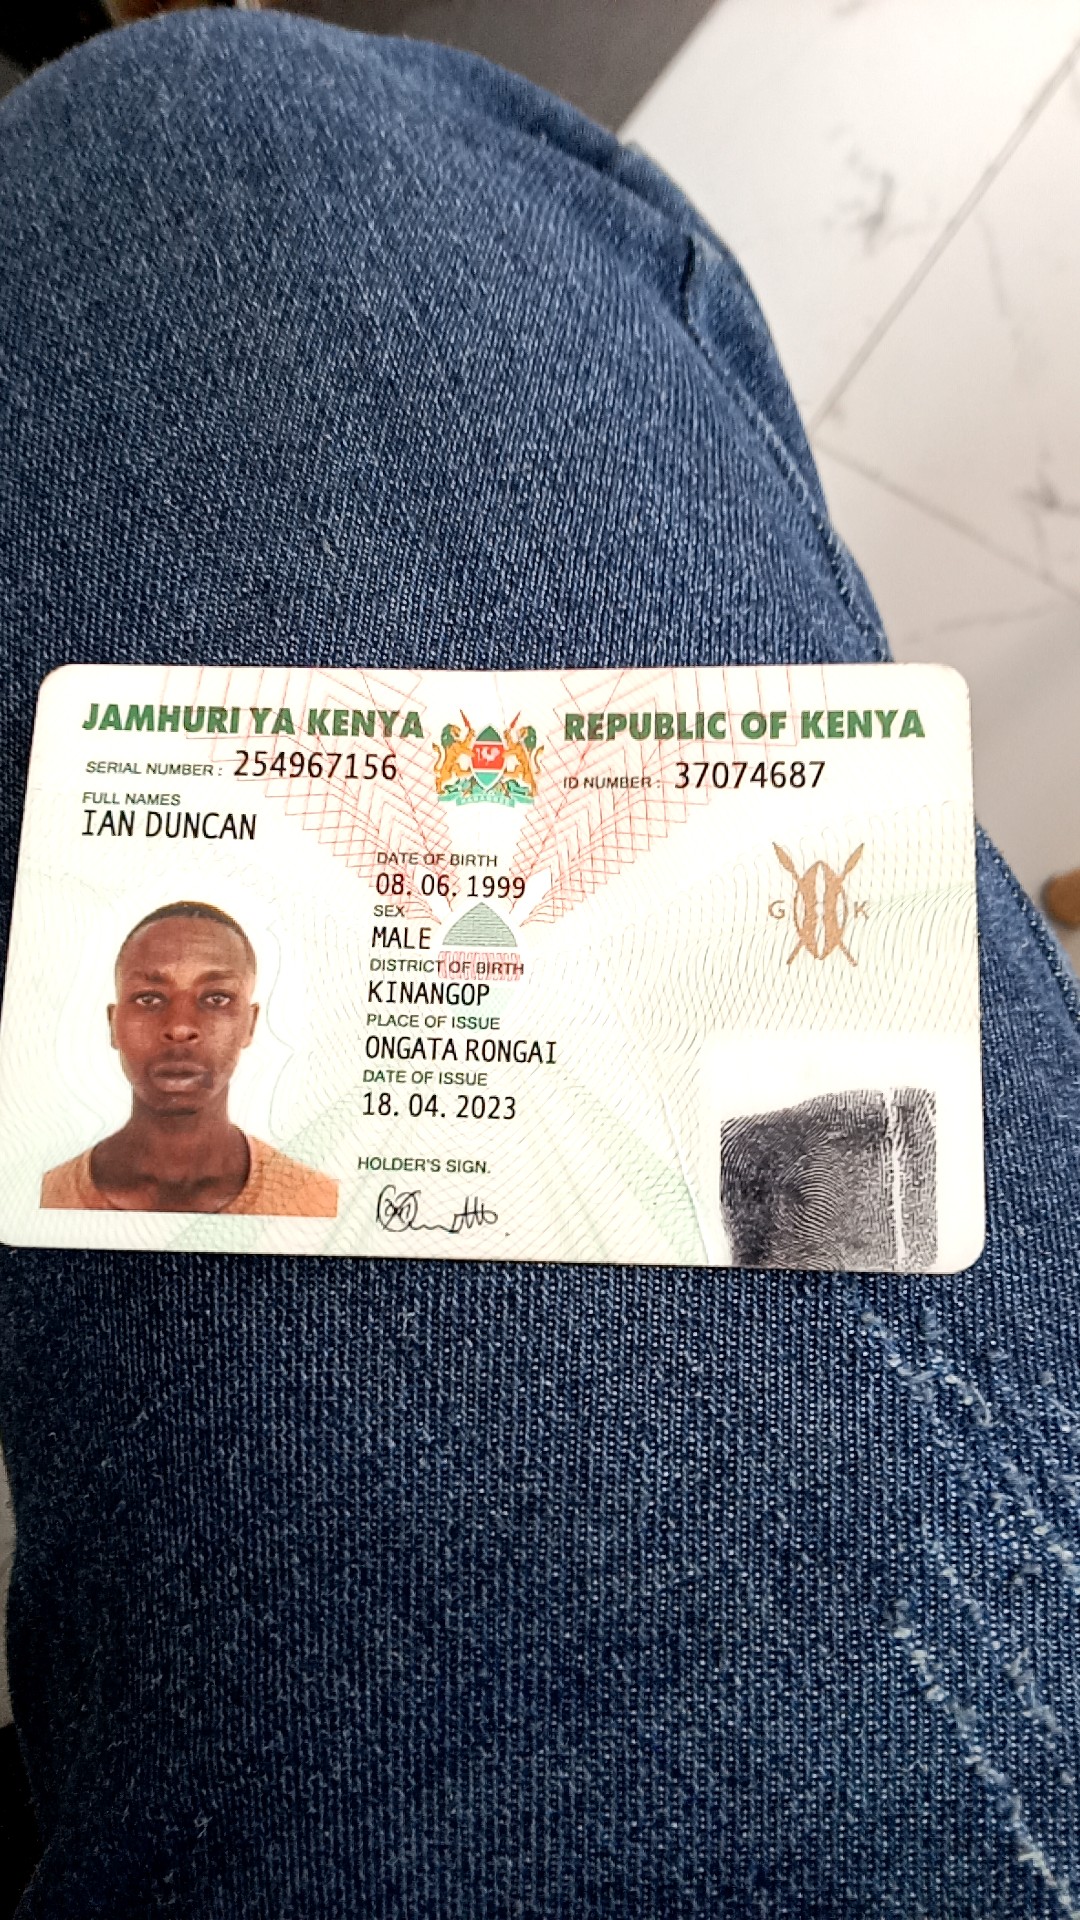 JAMHURI YA KENYA
REPUBLIC OF KENYA
SERIAL NUMBER : 254967156
ID NUMBER : 37074687
FULL NAMES
IAN DUNCAN
DATE OF BIRTH
08. 06. 1999
SEX
MALE
DISTRICT OF BIRTH
KINANGOP
PLACE OF ISSUE
ONGATA RONGAI
DATE OF ISSUE
18. 04. 2023
HOLDER'S SIGN.
G K